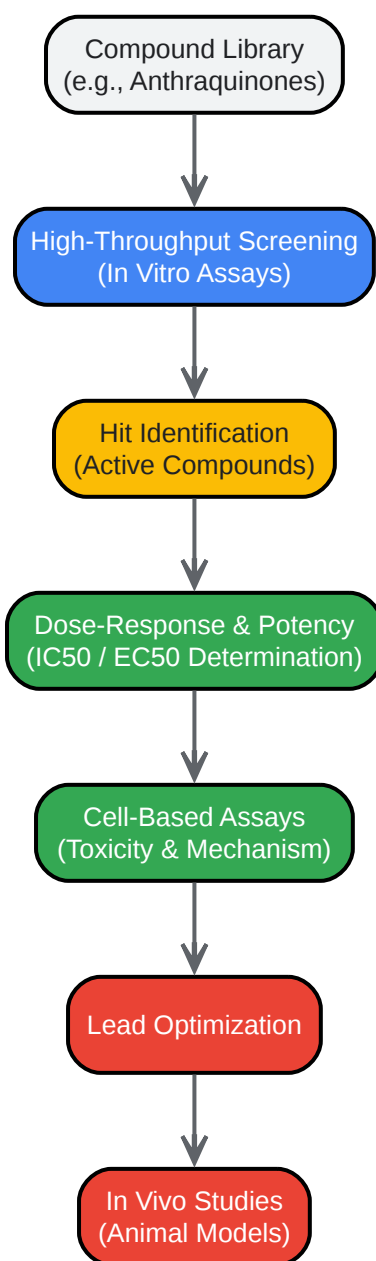 Compound Library
(e.g., Anthraquinones)
High-Throughput Screening
(In Vitro Assays)
Hit Identification
(Active Compounds)
Dose-Response & Potency
(IC50 / EC50 Determination)
Cell-Based Assays
(Toxicity & Mechanism)
Lead Optimization
In Vivo Studies
(Animal Models)